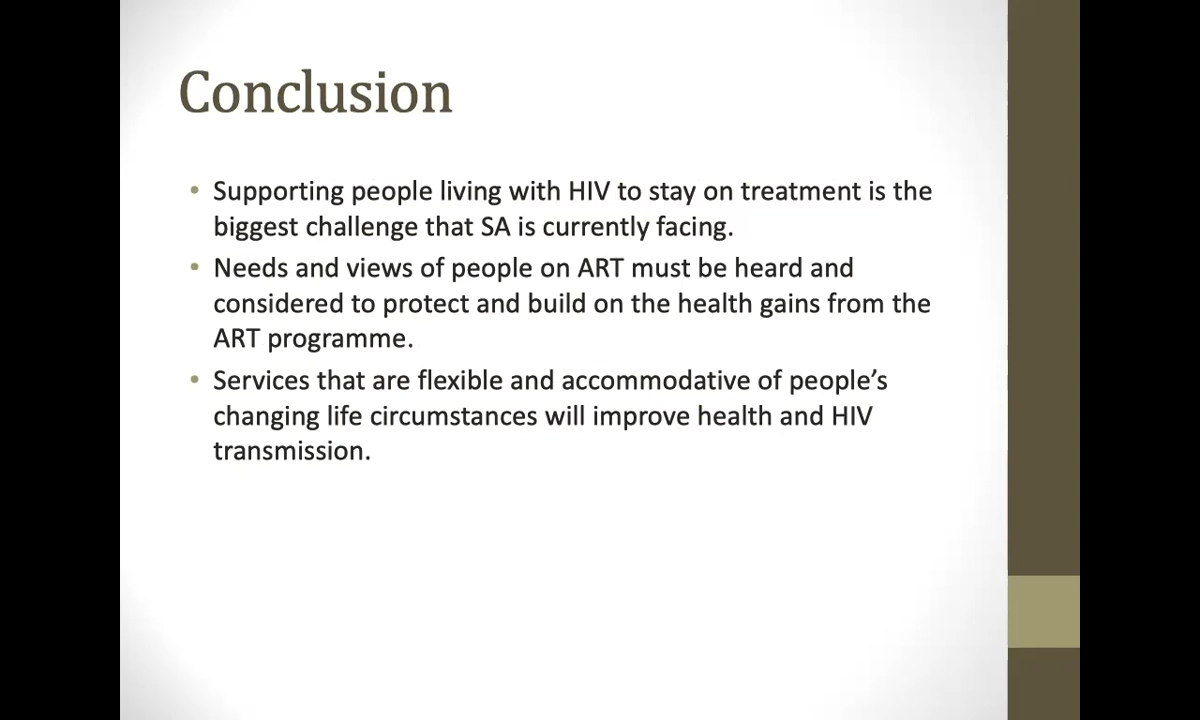 Conclusion
• Supporting people living with HIV to stay on treatment is the
biggest challenge that SA is currently facing.
• Needs and views of people on ART must be heard and
considered to protect and build on the health gains from the
ART programme.
• Services that are flexible and accommodative of people’s
changing life circumstances will improve health and HIV
transmission.